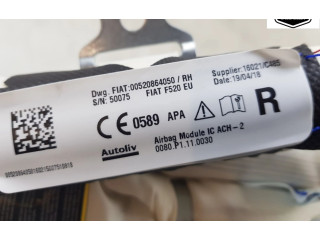 Dwg. FIAT:00520864050 / RH
S/N: 50075 FIAT F520 EU
Supplier:16021/C485
Date: 19/04/18
CE 0589 APA
R
Autoliv
Airbag Module IC ACH-2
0080.P1.11.0030